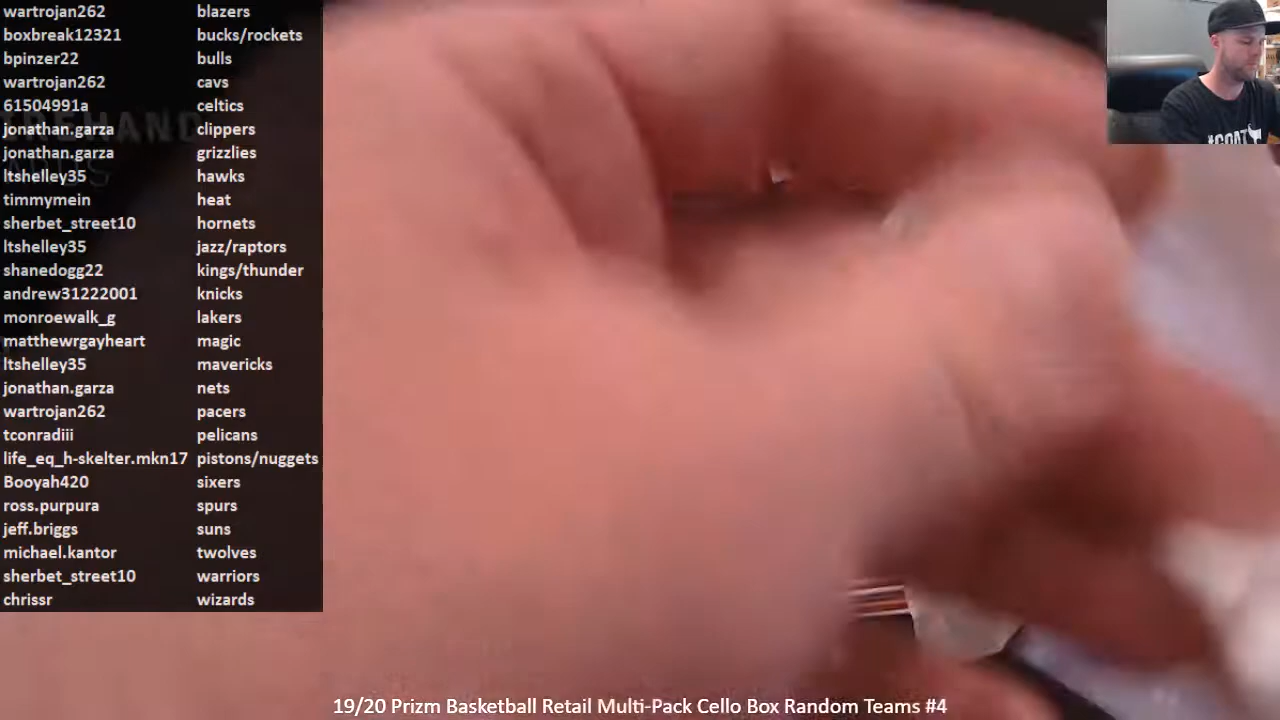 wartrojan262 blazers
boxbreak12321 bucks/rockets
bpinzer22 bulls
wartrojan262 cavs
61504991a celtics
jonathan.garza clippers
jonathan.garza grizzlies
ltshelley35 hawks
timmymein heat
sherbet_street10 hornets
ltshelley35 jazz/raptors
shanedogg22 kings/thunder
andrew31222001 knicks
monroewalk_g lakers
matthewrgayheart magic
ltshelley35 mavericks
jonathan.garza nets
wartrojan262 pacers
tconradiii pelicans
life_eq_h-skelter.mkn17 pistons/nuggets
Booyah420 sixers
ross.purpura spurs
jeff.briggs suns
michael.kantor twolves
sherbet_street10 warriors
chrissr wizards
#GOAT
19/20 Prizm Basketball Retail Multi-Pack Cello Box Random Teams #4